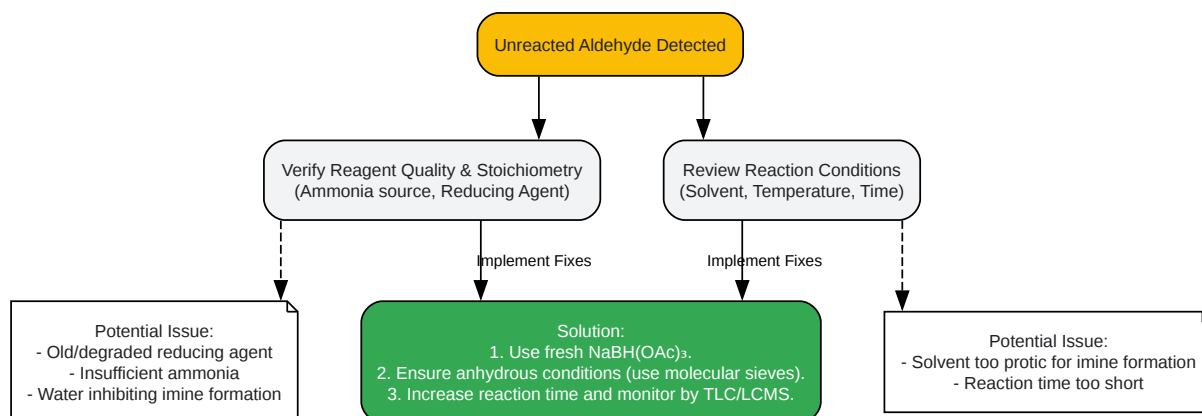 Unreacted Aldehyde Detected
Verify Reagent Quality & Stoichiometry
(Ammonia source, Reducing Agent)
Review Reaction Conditions
(Solvent, Temperature, Time)
Implement Fixes
Implement Fixes
Potential Issue:
- Old/degraded reducing agent
- Insufficient ammonia
- Water inhibiting imine formation
Solution:
1. Use fresh NaBH(OAc)₃.
2. Ensure anhydrous conditions (use molecular sieves).
3. Increase reaction time and monitor by TLC/LCMS.
Potential Issue:
- Solvent too protic for imine formation
- Reaction time too short